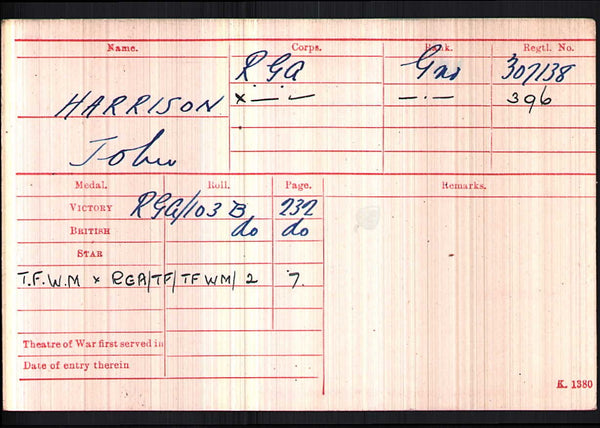 Name. Corps. Rank. Regtl. No.
R.G.A Gnr 307138
HARRISON x — . — — . — 396
John
Medal. Roll. Page. Remarks.
VICTORY RGA/103 B 232
BRITISH do do
STAR
T.F.W.M x RGA/TF/TFWM/2 7.
Theatre of War first served in
Date of entry therein
K. 1380